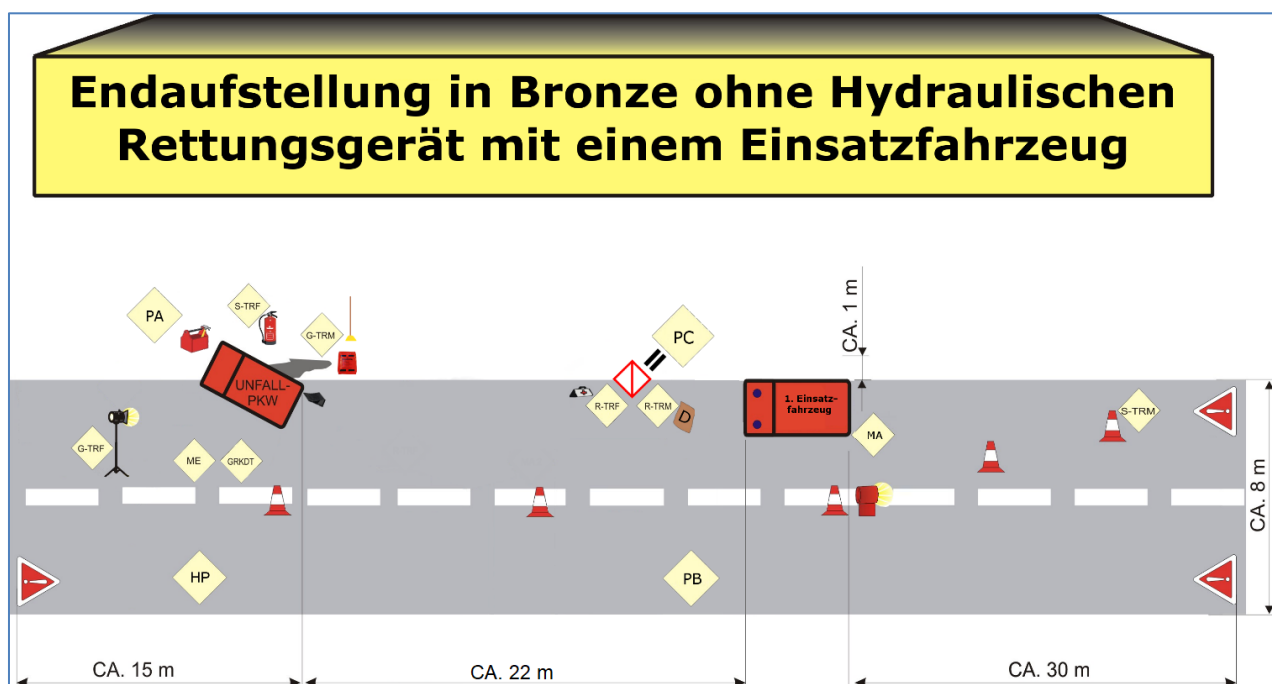 Endaufstellung in Bronze ohne Hydraulischen
Rettungsgerät mit einem Einsatzfahrzeug
CA. 1 m
PA
S-TRF
G-TRM
PC
UNFALL-
PKW
R-TRF
R-TRM
D
1. Einsatz-
fahrzeug
MA
S-TRM
G-TRF
ME
GRKDT
CA. 8 m
HP
PB
CA. 15 m
CA. 22 m
CA. 30 m